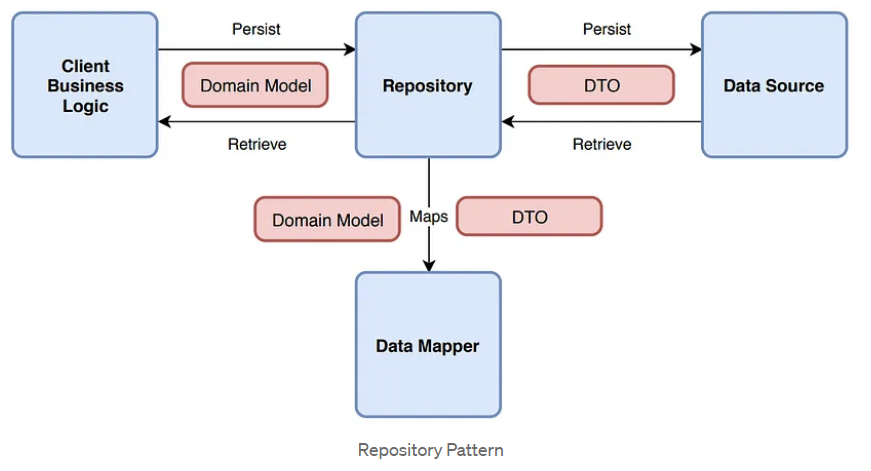 Persist
Persist
Client
Business
Logic
Domain Model
Repository
DTO
Data Source
Retrieve
Retrieve
Domain Model
Maps
DTO
Data Mapper
Repository Pattern